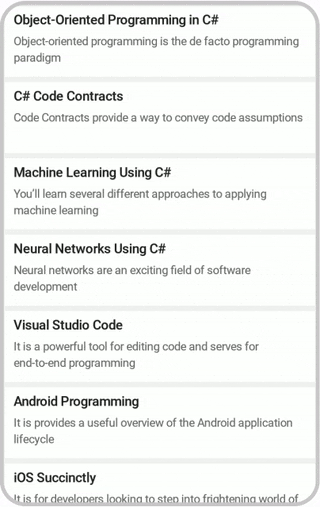 Object-Oriented Programming in C#
Object-oriented programming is the de facto programming
paradigm
C# Code Contracts
Code Contracts provide a way to convey code assumptions
Machine Learning Using C#
You’ll learn several different approaches to applying
machine learning
Neural Networks Using C#
Neural networks are an exciting field of software
development
Visual Studio Code
It is a powerful tool for editing code and serves for
end-to-end programming
Android Programming
It is provides a useful overview of the Android application
lifecycle
iOS Succinctly
It is for developers looking to step into frightening world of